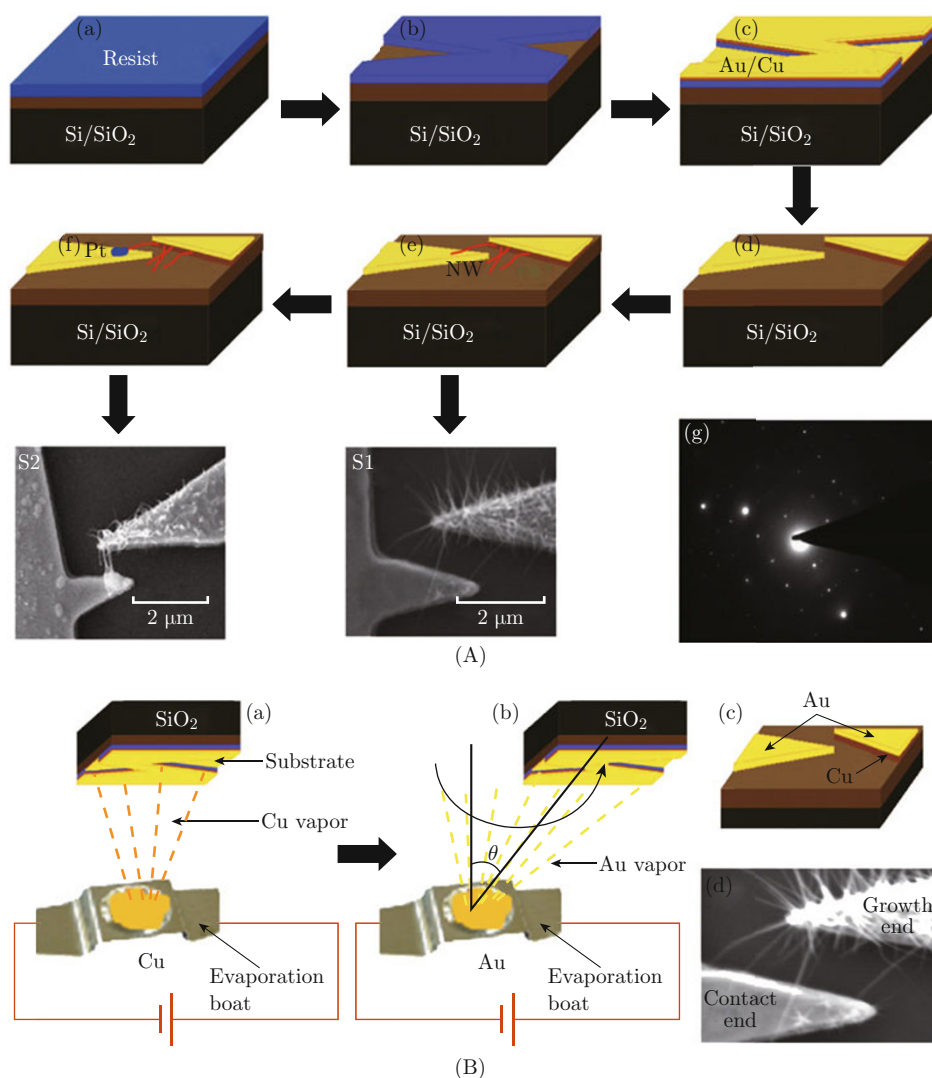 (a)
Resist
Si/SiO₂
(b)
Si/SiO₂
(c)
Au/Cu
Si/SiO₂
(f)
Pt
Si/SiO₂
(e)
NW
Si/SiO₂
(d)
Si/SiO₂
S2
2 μm
S1
2 μm
(g)
(A)
(a)
SiO₂
Substrate
Cu vapor
Cu
Evaporation
boat
(b)
SiO₂
θ
Au vapor
Au
Evaporation
boat
(c)
Au
Cu
(d)
Growth
end
Contact
end
(B)